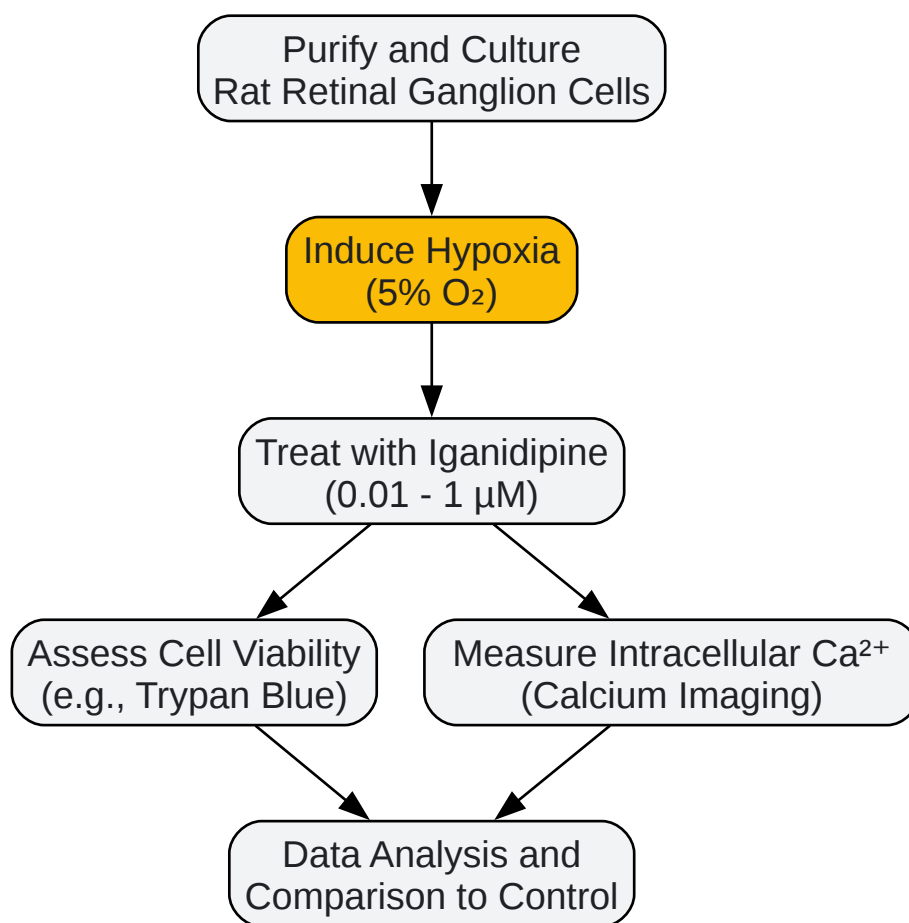 Purify and Culture
Rat Retinal Ganglion Cells
Induce Hypoxia
(5% O₂)
Treat with Iganidipine
(0.01 - 1 µM)
Assess Cell Viability
(e.g., Trypan Blue)
Measure Intracellular Ca²⁺
(Calcium Imaging)
Data Analysis and
Comparison to Control